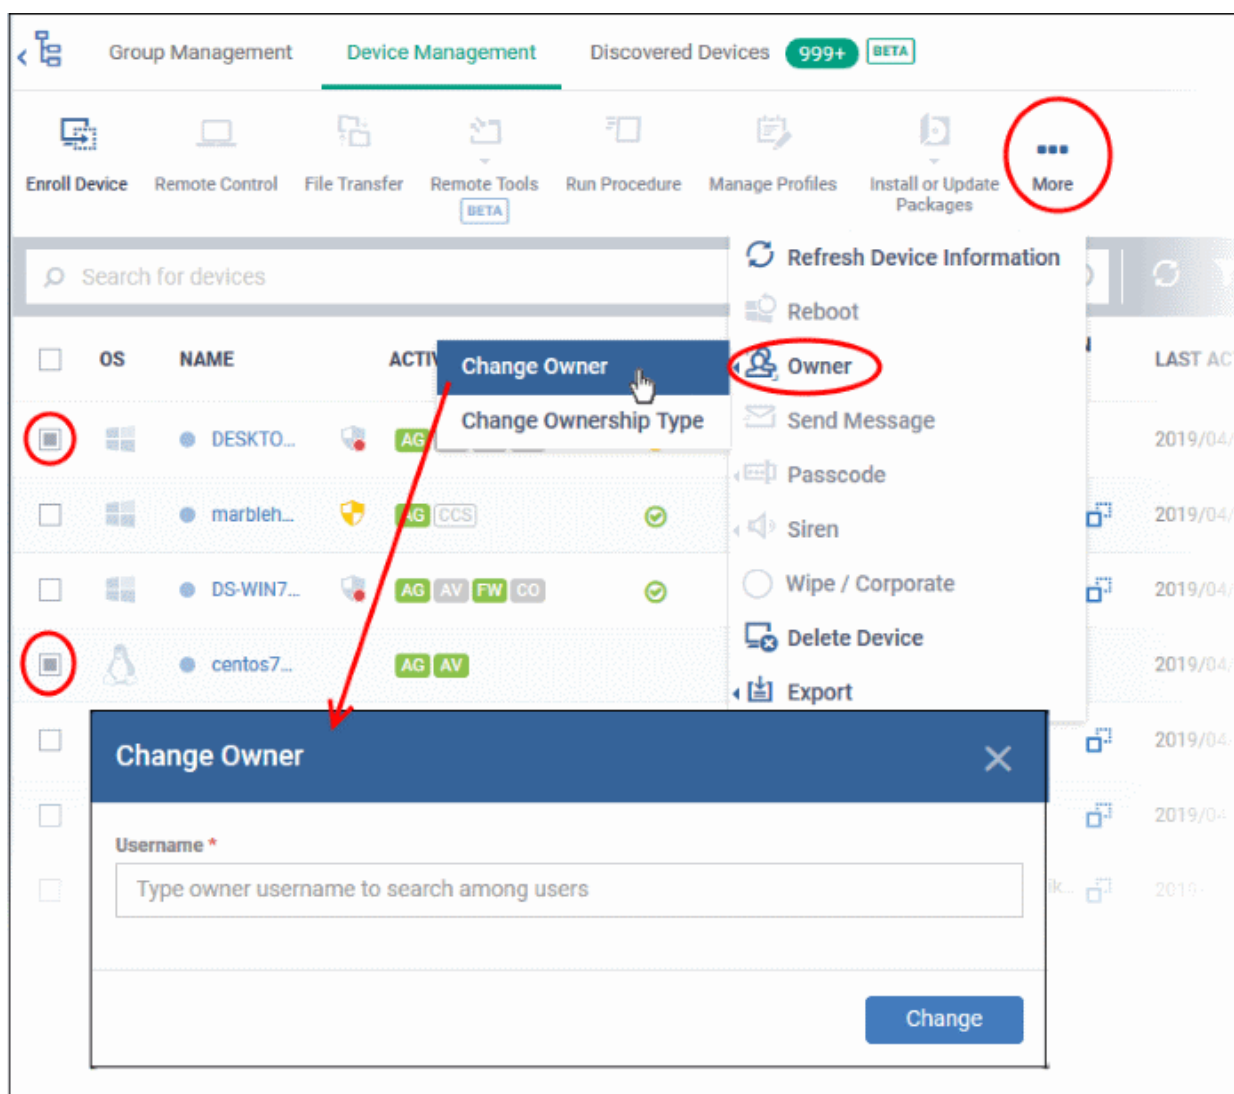 Group Management Device Management Discovered Devices 999+ BETA
Enroll Device Remote Control File Transfer Remote Tools Run Procedure Manage Profiles Install or Update More
BETA Packages
Search for devices
Refresh Device Information
Reboot
OS NAME Change Owner Owner
Change Ownership Type Send Message
DESKTO... AG 2019/04/
Passcode
marbleh... AG CCS 2019/04/
Siren
DS-WIN7... AG AV FW CO Wipe / Corporate 2019/04/
Delete Device
centos7... AG AV 2019/04
Export
Change Owner 2019/04
2019/04
Username *
Type owner username to search among users
Change